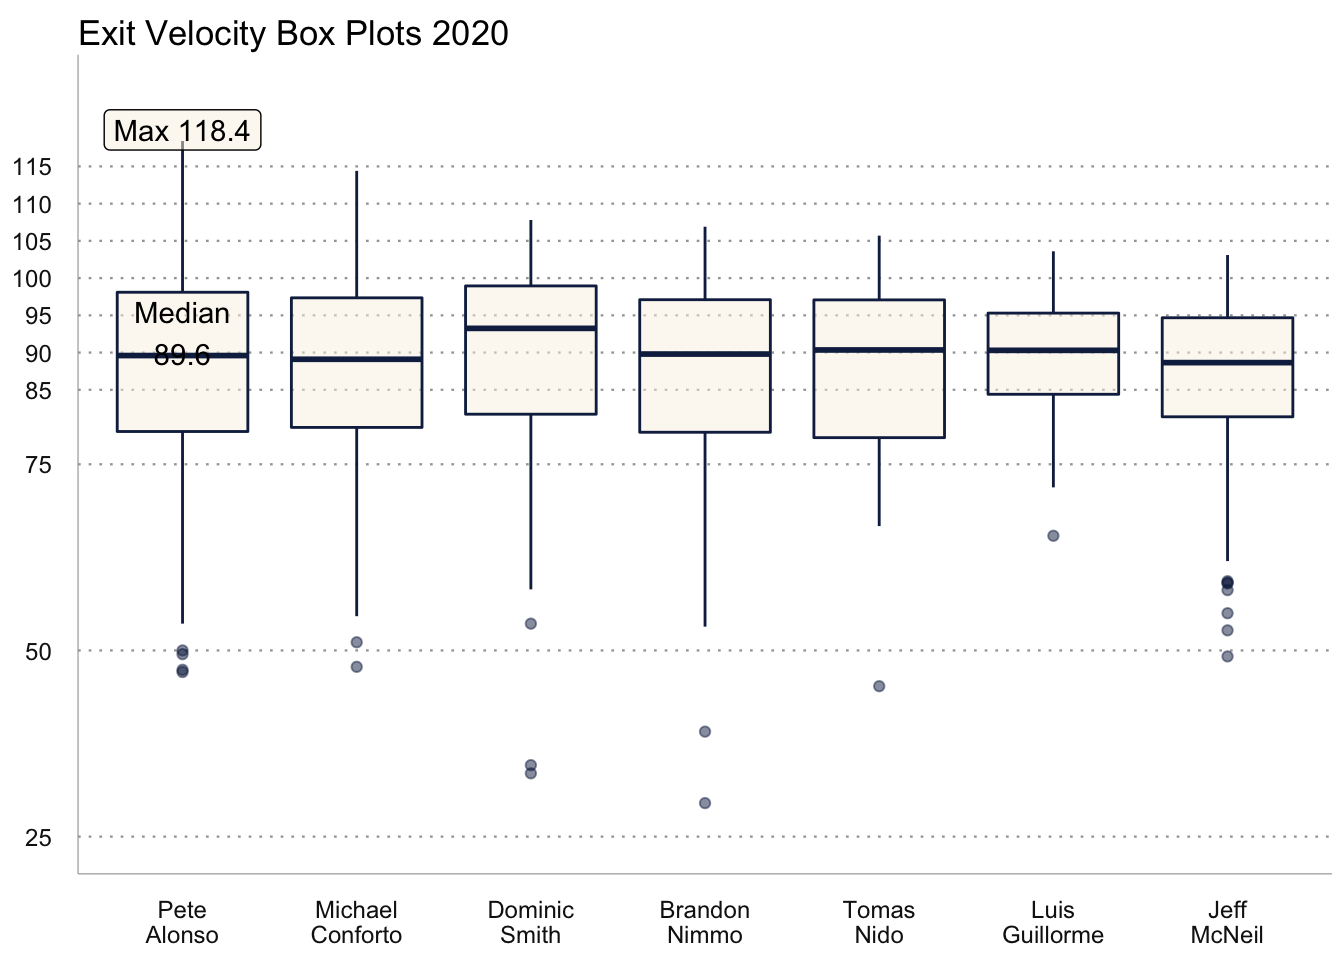 Exit Velocity Box Plots 2020
Max 118.4
115
110
105
100
95
90
85
75
50
25
Median
89.6
Pete
Alonso
Michael
Conforto
Dominic
Smith
Brandon
Nimmo
Tomas
Nido
Luis
Guillorme
Jeff
McNeil